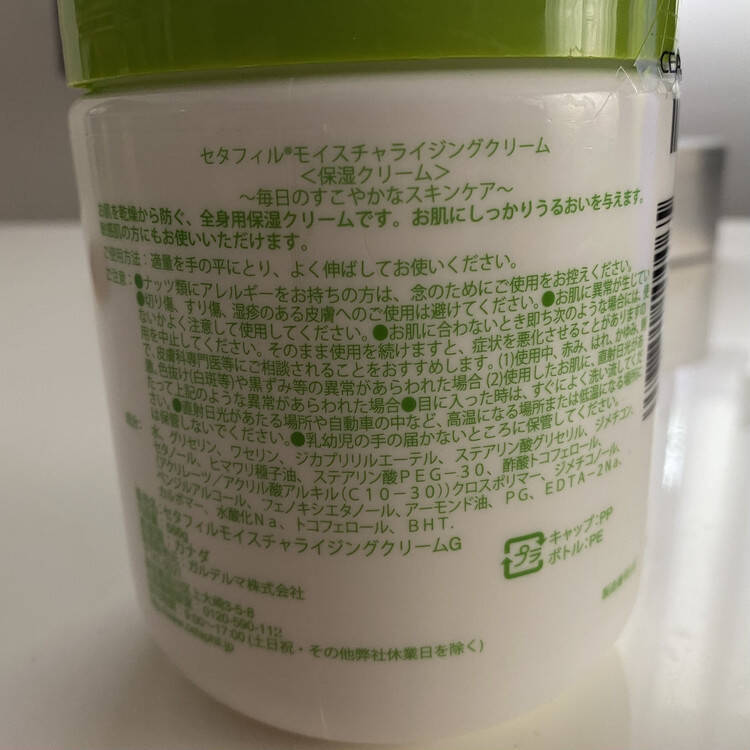 CEA
セタフィル®モイスチャライジングクリーム
＜保湿クリーム＞
～毎日のすこやかなスキンケア～
お肌を乾燥から防ぐ、全身用保湿クリームです。お肌にしっかりうるおいを与えます。
敏感肌の方にもお使いいただけます。
ご使用方法：適量を手の平にとり、よく伸ばしてお使いください。
ご注意：●ナッツ類にアレルギーをお持ちの方は、念のためにご使用をお控えください。
●切り傷、すり傷、湿疹のある皮膚へのご使用は避けてください。●お肌に異常が生じてい
ないかよく注意して使用してください。●お肌に合わないとき即ち次のような場合には、使
用を中止してください。そのまま使用を続けますと、症状を悪化させることがありますの
で、皮膚科専門医等にご相談されることをおすすめします。(1)使用中、赤み、はれ、かゆみ、刺
激、色抜け(白斑等)や黒ずみ等の異常があらわれた場合 (2)使用したお肌に、直射日光が
あたって上記のような異常があらわれた場合●目に入った時は、すぐによく洗い流してくだ
さい。●直射日光があたる場所や自動車の中など、高温になる場所または低温になる場所に
は保管しないでください。●乳幼児の手の届かないところに保管してください。
水、グリセリン、ワセリン、ジカプリリルエーテル、ステアリン酸グリセリル、ジメチコン、
セタノール、ヒマワリ種子油、ステアリン酸PEG-30、酢酸トコフェロール、
(アクリレーツ/アクリル酸アルキル(C10-30))クロスポリマー、ジメチコノール、
ベンジルアルコール、フェノキシエタノール、アーモンド油、PG、EDTA-2Na、
カルボマー、水酸化Na、トコフェロール、BHT.
セタフィルモイスチャライジングクリームG
カナダ
ガルデルマ株式会社
上大崎3-5-8
0120-590-112
9:00～17:00(土日祝・その他弊社休業日を除く)
プラ
キャップ:PP
ボトル:PE